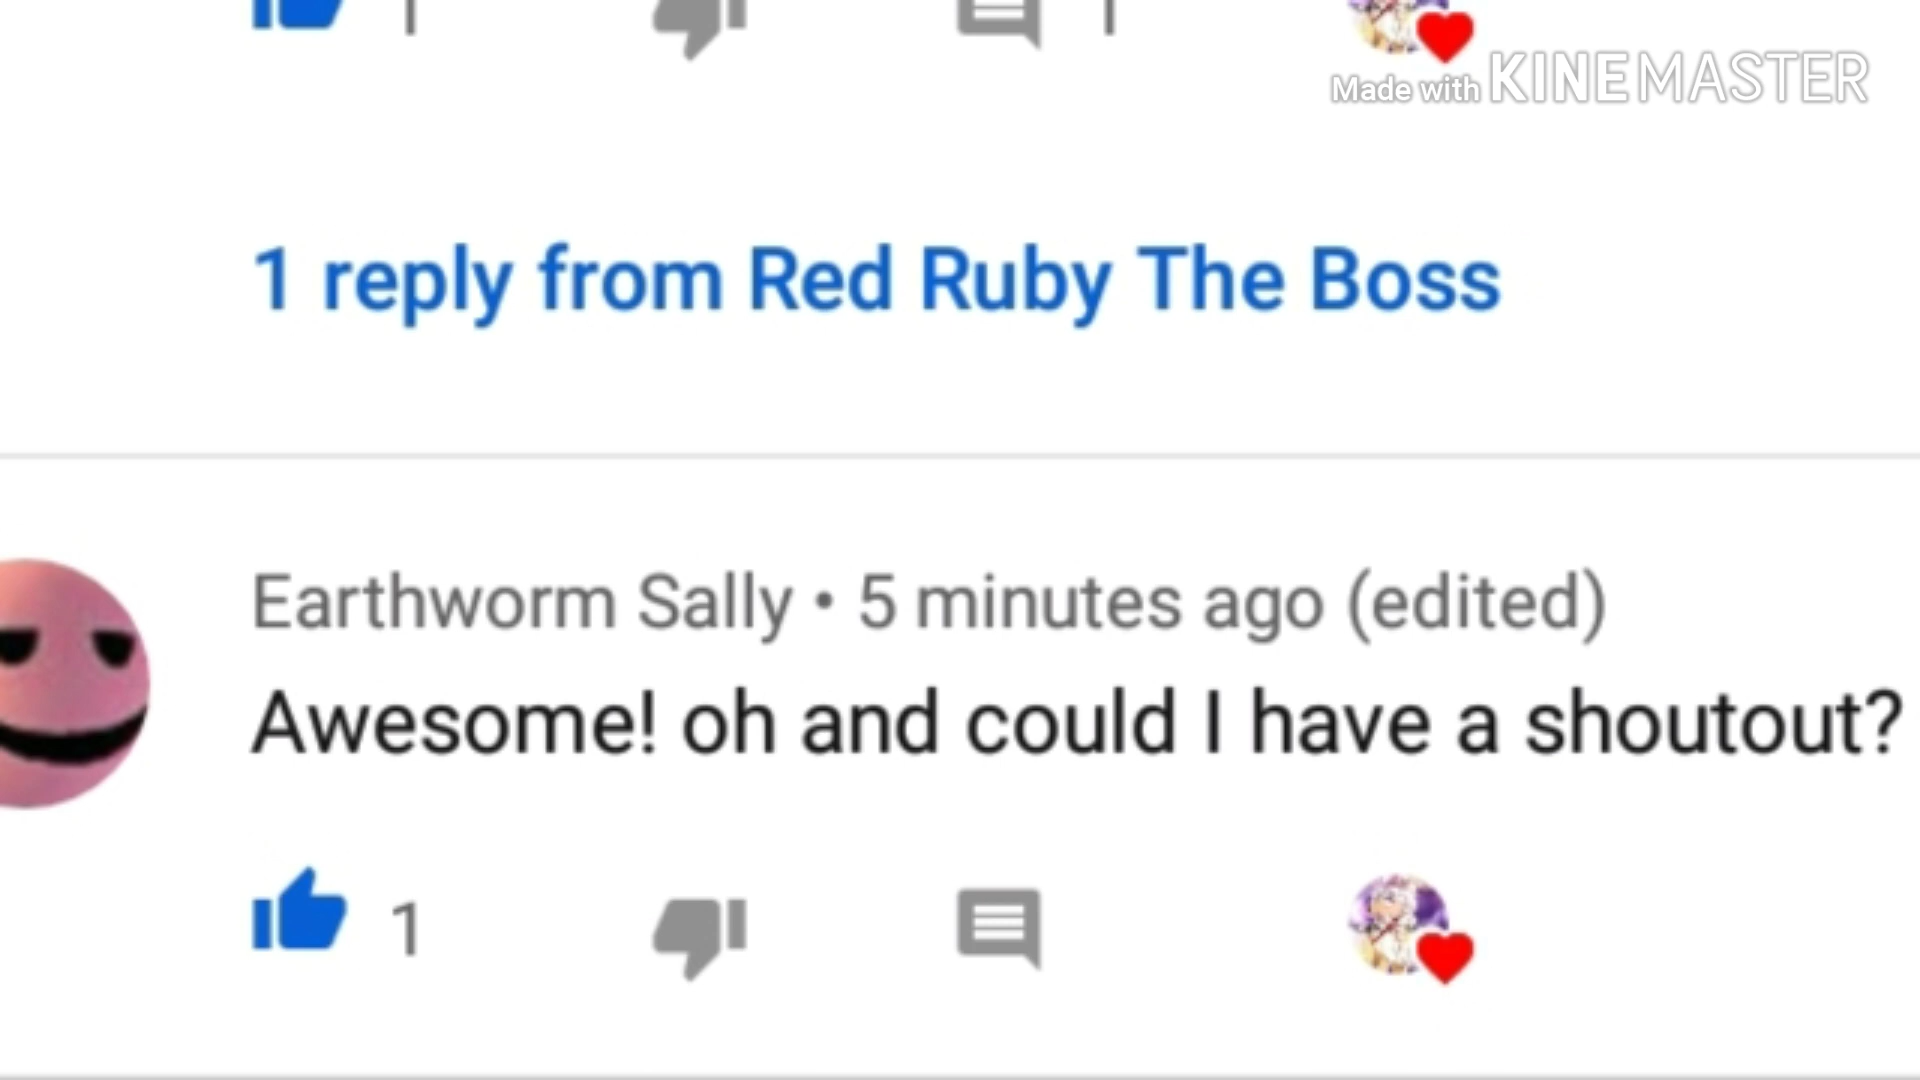 1
1
Made with KINEMASTER
1 reply from Red Ruby The Boss
Earthworm Sally • 5 minutes ago (edited)
Awesome! oh and could I have a shoutout?
1